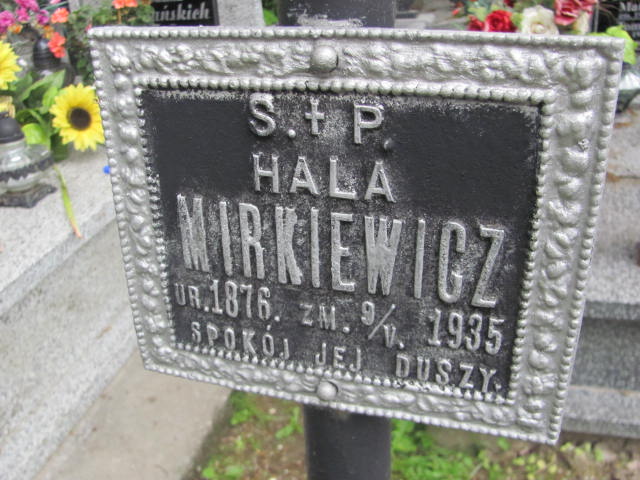 S. † P.
HALA
MIRKIEWICZ
UR. 1876. ZM. 9/V. 1935
SPOKÓJ JEJ DUSZY.